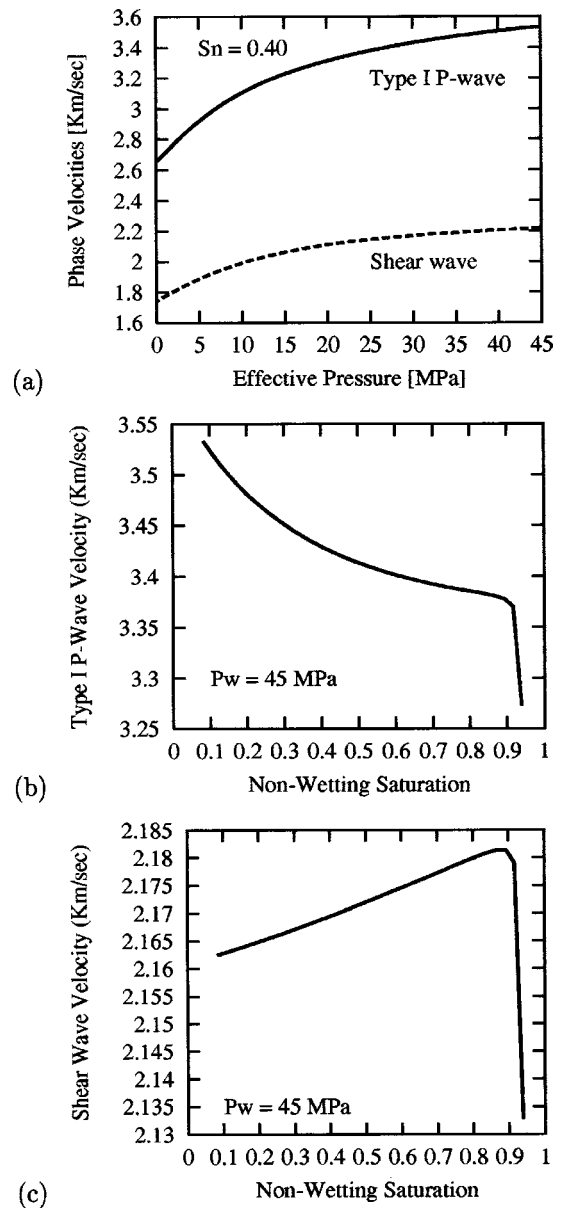 3.6
3.4
3.2
3
2.8
2.6
2.4
2.2
2
1.8
1.6
Phase Velocities [Km/sec]
Sn = 0.40
Type I P-wave
Shear wave
0 5 10 15 20 25 30 35 40 45
Effective Pressure [MPa]
(a)
3.55
3.5
3.45
3.4
3.35
3.3
3.25
Type I P-Wave Velocity (Km/sec)
Pw = 45 MPa
0 0.1 0.2 0.3 0.4 0.5 0.6 0.7 0.8 0.9 1
Non-Wetting Saturation
(b)
2.185
2.18
2.175
2.17
2.165
2.16
2.155
2.15
2.145
2.14
2.135
2.13
Shear Wave Velocity (Km/sec)
Pw = 45 MPa
0 0.1 0.2 0.3 0.4 0.5 0.6 0.7 0.8 0.9 1
Non-Wetting Saturation
(c)